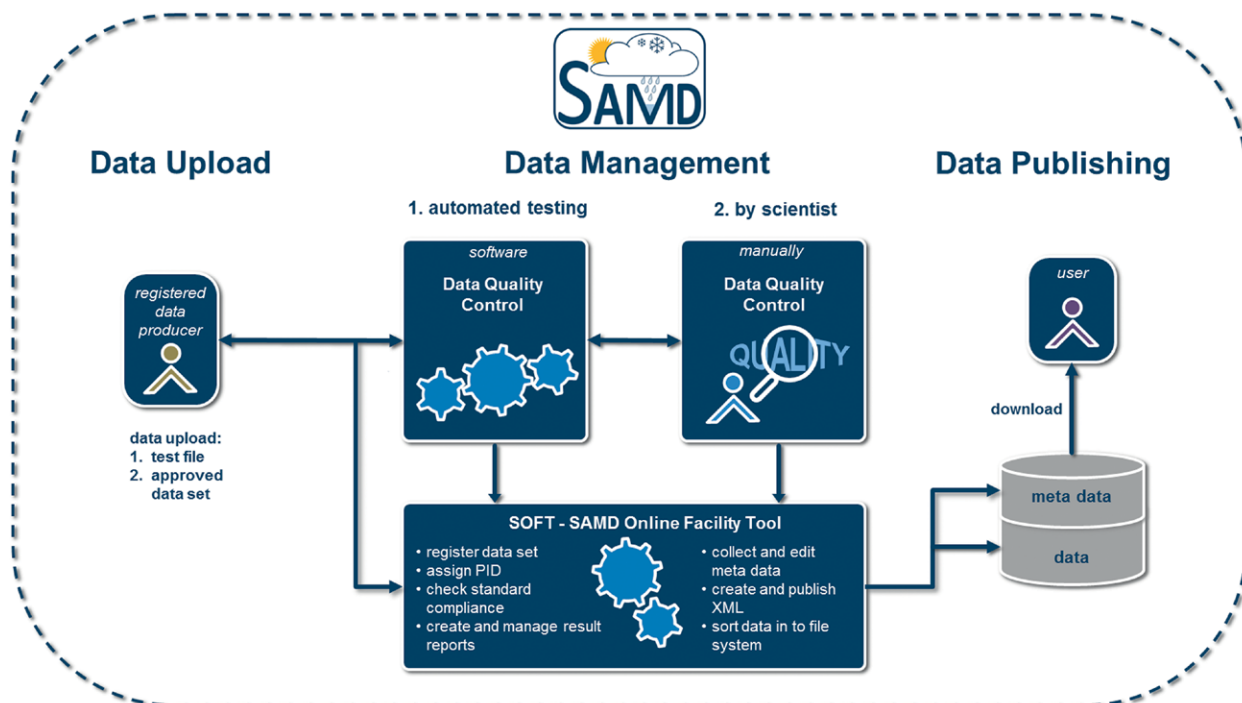 SAMD
Data Upload
Data Management
Data Publishing
1. automated testing
2. by scientist
registered
data
producer
data upload:
1. test file
2. approved
data set
software
Data Quality
Control
manually
Data Quality
Control
QUALITY
SOFT - SAMD Online Facility Tool
• register data set
• assign PID
• check standard
compliance
• create and manage result
reports
• collect and edit
meta data
• create and publish
XML
• sort data in to file
system
user
download
meta data
data